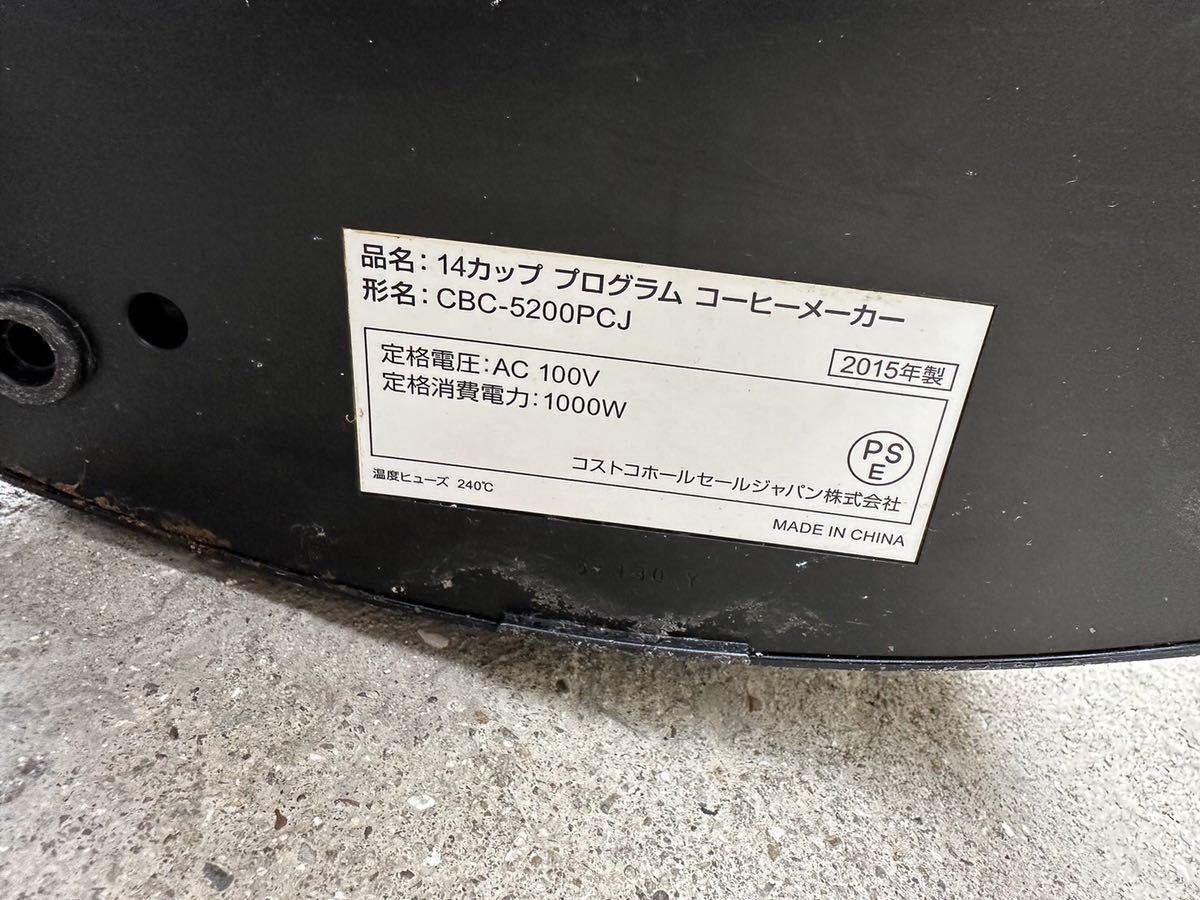 品名：14カップ プログラム コーヒーメーカー
形名：CBC-5200PCJ
2015年製
定格電圧：AC 100V
定格消費電力：1000W
PS
E
コストコホールセールジャパン株式会社
温度ヒューズ 240℃
MADE IN CHINA